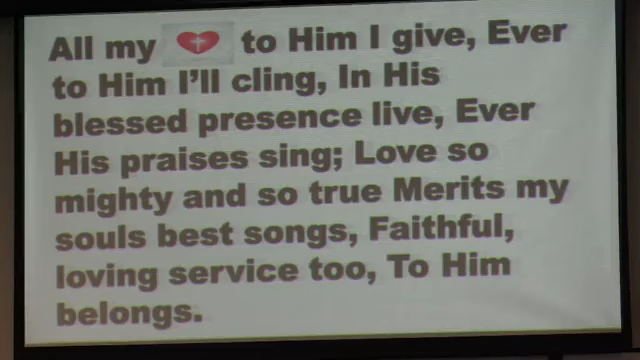 All my to Him I give, Ever
to Him I'll cling, In His
blessed presence live, Ever
His praises sing; Love so
mighty and so true Merits my
souls best songs, Faithful,
loving service too, To Him
belongs.